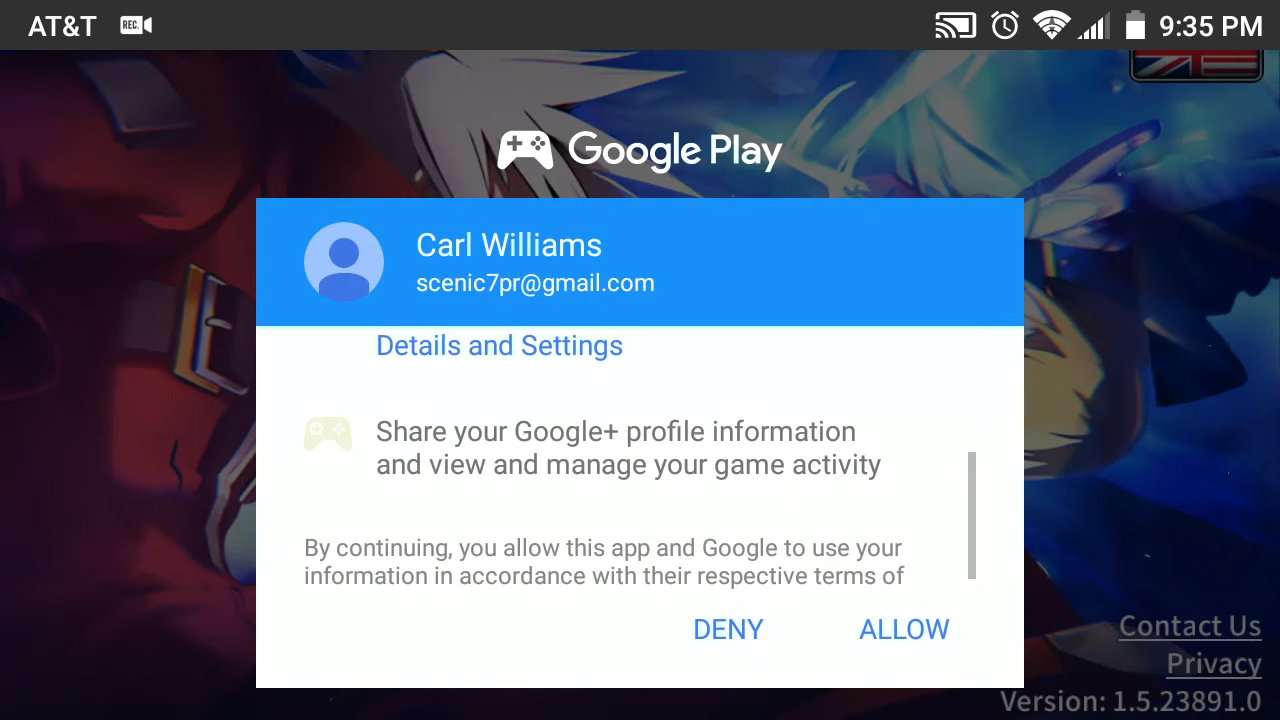 AT&T REC. 9:35 PM
Google Play
Carl Williams
scenic7pr@gmail.com
Details and Settings
Share your Google+ profile information
and view and manage your game activity
By continuing, you allow this app and Google to use your
information in accordance with their respective terms of
DENY ALLOW
Contact Us
Privacy
Version: 1.5.23891.0